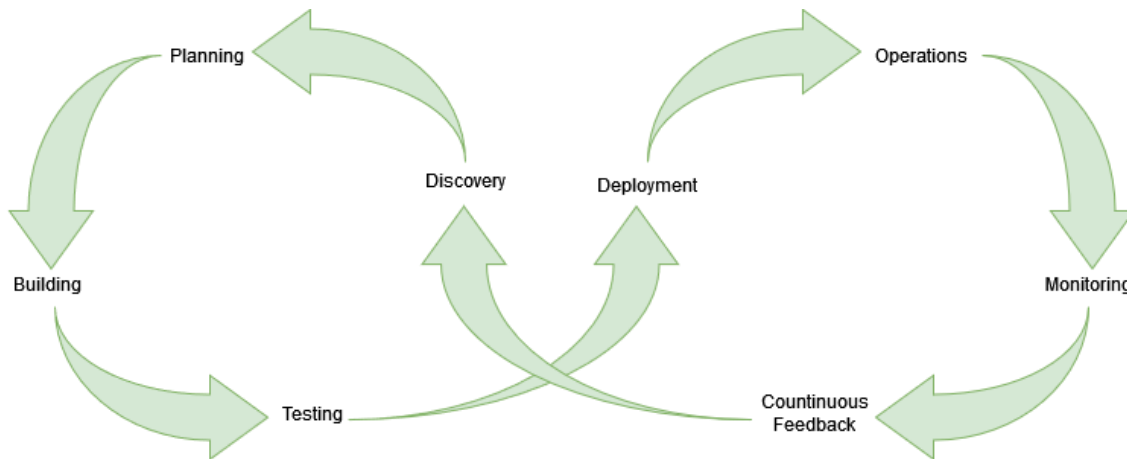 Planning
Operations
Discovery
Deployment
Building
Monitoring
Testing
Countinuous
Feedback